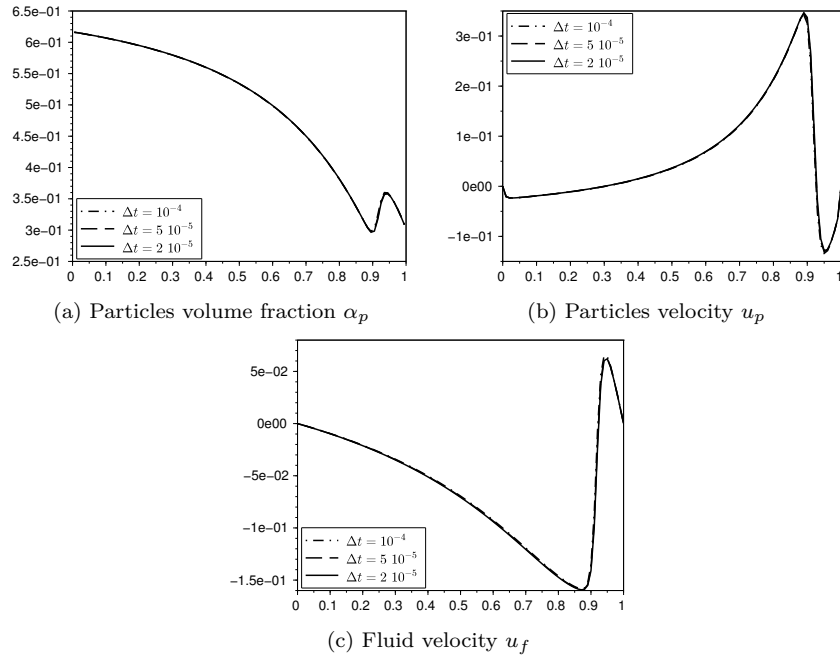 6.5e−01
6e−01
5.5e−01
5e−01
4.5e−01
4e−01
3.5e−01
3e−01
2.5e−01
0 0.1 0.2 0.3 0.4 0.5 0.6 0.7 0.8 0.9 1
Δt = 10⁻⁴
Δt = 5 10⁻⁵
Δt = 2 10⁻⁵
(a) Particles volume fraction αₚ
3e−01
2e−01
1e−01
0e00
−1e−01
0 0.1 0.2 0.3 0.4 0.5 0.6 0.7 0.8 0.9 1
Δt = 10⁻⁴
Δt = 5 10⁻⁵
Δt = 2 10⁻⁵
(b) Particles velocity uₚ
5e−02
0e00
−5e−02
−1e−01
−1.5e−01
0 0.1 0.2 0.3 0.4 0.5 0.6 0.7 0.8 0.9 1
Δt = 10⁻⁴
Δt = 5 10⁻⁵
Δt = 2 10⁻⁵
(c) Fluid velocity u_f